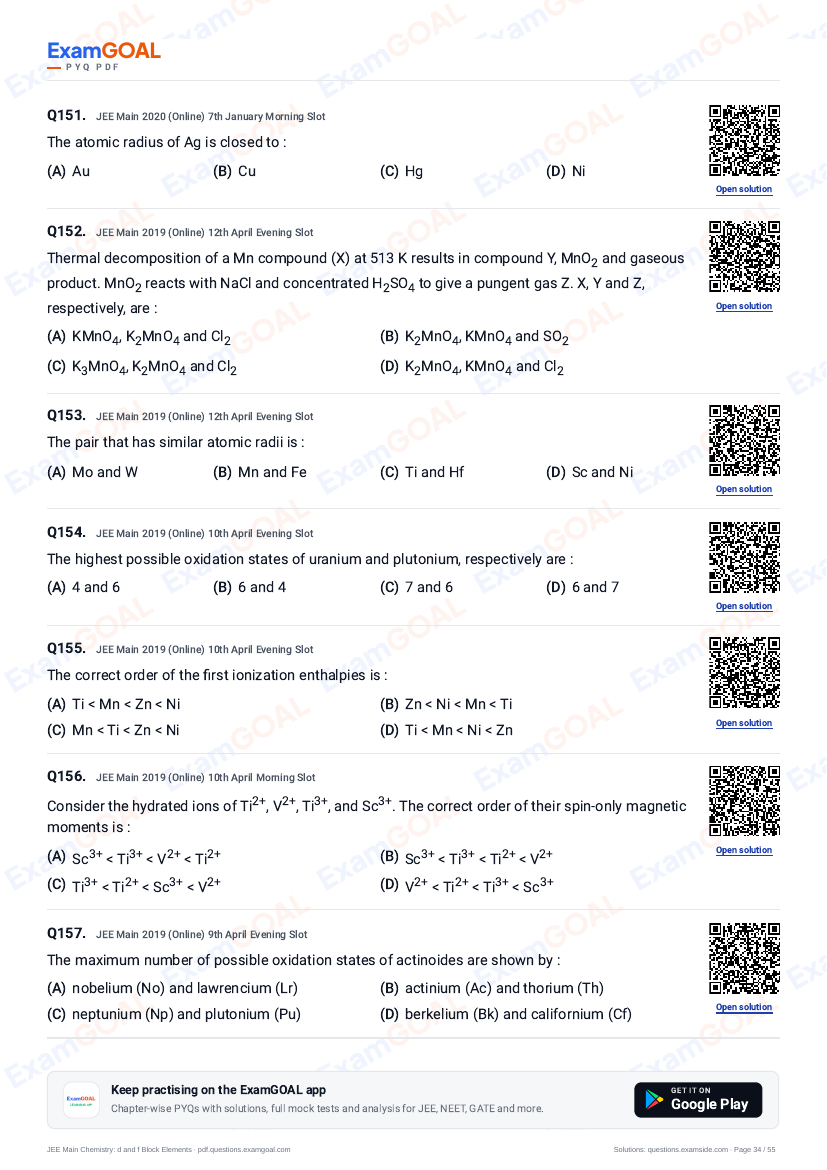 ExamGOAL
PYQ PDF
Q151. JEE Main 2020 (Online) 7th January Morning Slot
The atomic radius of Ag is closed to :
(A) Au (B) Cu (C) Hg (D) Ni
Open solution
Q152. JEE Main 2019 (Online) 12th April Evening Slot
Thermal decomposition of a Mn compound (X) at 513 K results in compound Y, MnO2 and gaseous
product. MnO2 reacts with NaCl and concentrated H2SO4 to give a pungent gas Z. X, Y and Z,
respectively, are :
(A) KMnO4, K2MnO4 and Cl2 (B) K2MnO4, KMnO4 and SO2
(C) K3MnO4, K2MnO4 and Cl2 (D) K2MnO4, KMnO4 and Cl2
Open solution
Q153. JEE Main 2019 (Online) 12th April Evening Slot
The pair that has similar atomic radii is :
(A) Mo and W (B) Mn and Fe (C) Ti and Hf (D) Sc and Ni
Open solution
Q154. JEE Main 2019 (Online) 10th April Evening Slot
The highest possible oxidation states of uranium and plutonium, respectively are :
(A) 4 and 6 (B) 6 and 4 (C) 7 and 6 (D) 6 and 7
Open solution
Q155. JEE Main 2019 (Online) 10th April Evening Slot
The correct order of the first ionization enthalpies is :
(A) Ti < Mn < Zn < Ni (B) Zn < Ni < Mn < Ti
(C) Mn < Ti < Zn < Ni (D) Ti < Mn < Ni < Zn
Open solution
Q156. JEE Main 2019 (Online) 10th April Morning Slot
Consider the hydrated ions of Ti2+, V2+, Ti3+, and Sc3+. The correct order of their spin-only magnetic
moments is :
(A) Sc3+ < Ti3+ < V2+ < Ti2+ (B) Sc3+ < Ti3+ < Ti2+ < V2+
(C) Ti3+ < Ti2+ < Sc3+ < V2+ (D) V2+ < Ti2+ < Ti3+ < Sc3+
Open solution
Q157. JEE Main 2019 (Online) 9th April Evening Slot
The maximum number of possible oxidation states of actinoides are shown by :
(A) nobelium (No) and lawrencium (Lr) (B) actinium (Ac) and thorium (Th)
(C) neptunium (Np) and plutonium (Pu) (D) berkelium (Bk) and californium (Cf)
Open solution
ExamGOAL
Keep practising on the ExamGOAL app
Chapter-wise PYQs with solutions, full mock tests and analysis for JEE, NEET, GATE and more.
GET IT ON
Google Play
JEE Main Chemistry: d and f Block Elements · pdf.questions.examgoal.com
Solutions: questions.examside.com · Page 34 / 55